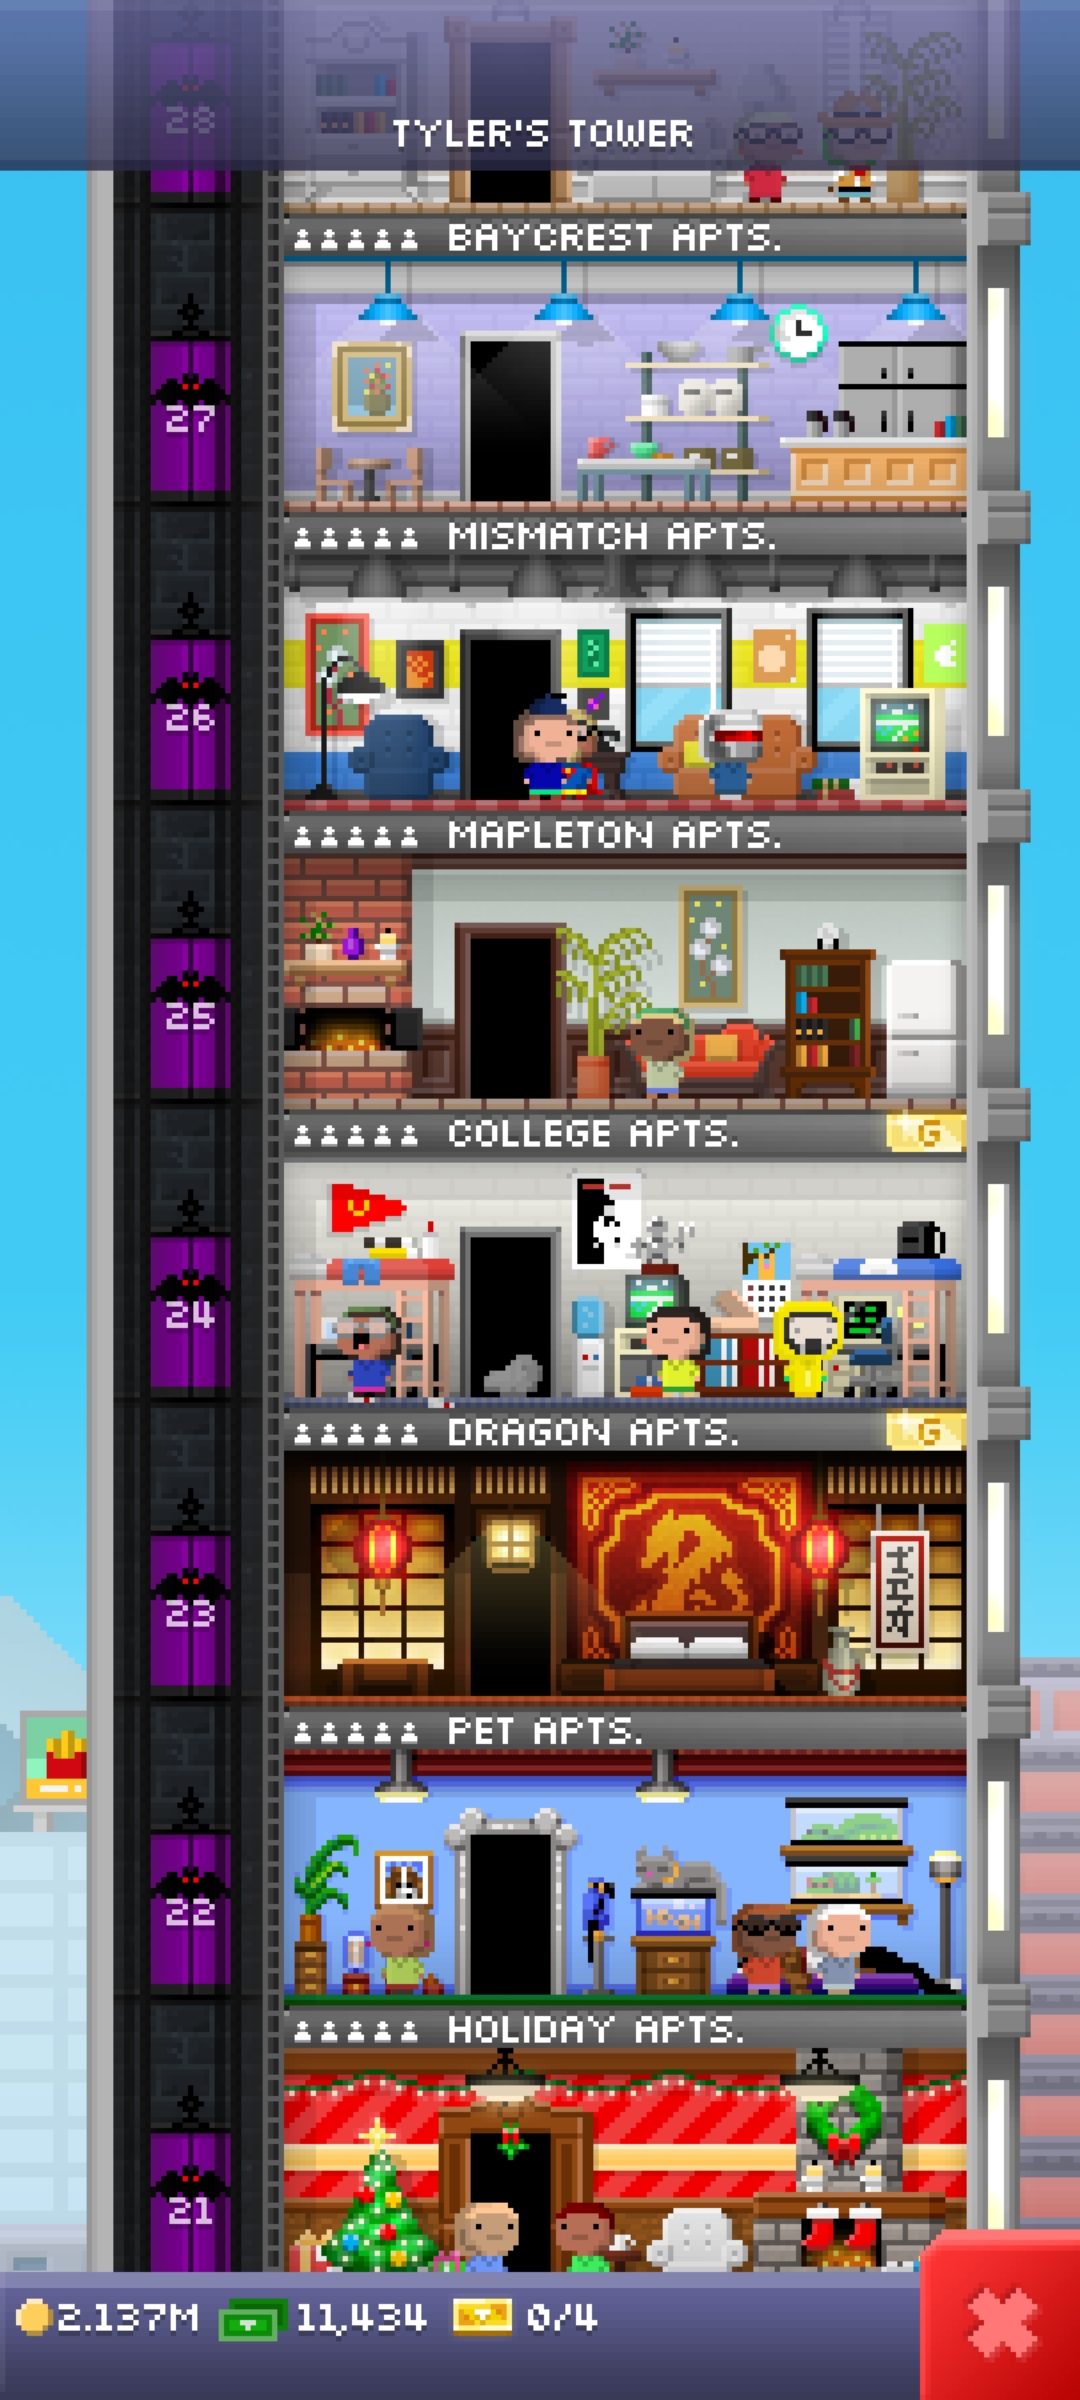 28
TYLER'S TOWER
BAYCREST APTS.
27
MISMATCH APTS.
26
MAPLETON APTS.
25
COLLEGE APTS.
G
24
DRAGON APTS.
G
23
PET APTS.
22
HOLIDAY APTS.
21
2.137M
11,434
0/4